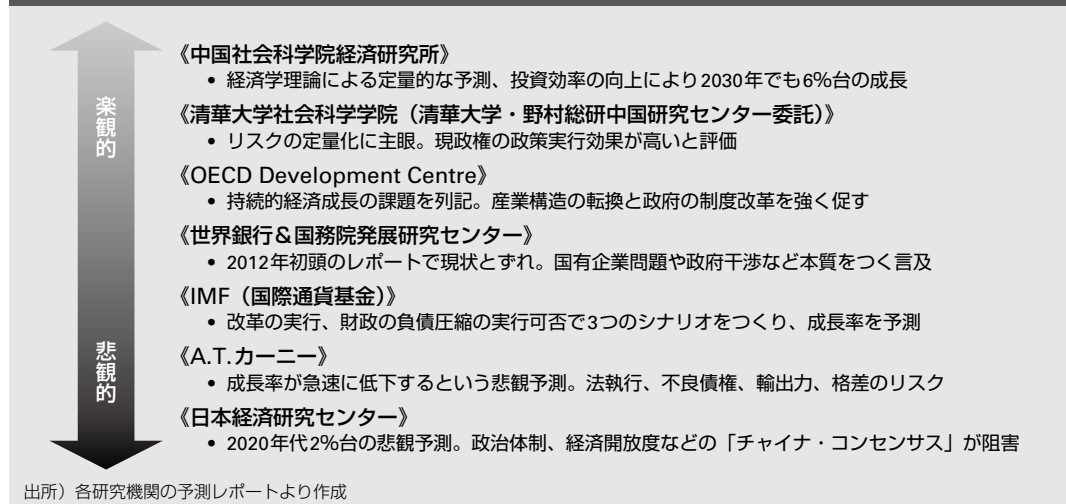 楽観的
悲観的
《中国社会科学院経済研究所》
• 経済学理論による定量的な予測、投資効率の向上により2030年でも6%台の成長
《清華大学社会科学学院（清華大学・野村総研中国研究センター委託）》
• リスクの定量化に主眼。現政権の政策実行効果が高いと評価
《OECD Development Centre》
• 持続的経済成長の課題を列記。産業構造の転換と政府の制度改革を強く促す
《世界銀行＆国務院発展研究センター》
• 2012年初頭のレポートで現状とずれ。国有企業問題や政府干渉など本質をつく言及
《IMF（国際通貨基金）》
• 改革の実行、財政の負債圧縮の実行可否で3つのシナリオをつくり、成長率を予測
《A.T.カーニー》
• 成長率が急速に低下するという悲観予測。法執行、不良債権、輸出力、格差のリスク
《日本経済研究センター》
• 2020年代2%台の悲観予測。政治体制、経済開放度などの「チャイナ・コンセンサス」が阻害
出所）各研究機関の予測レポートより作成